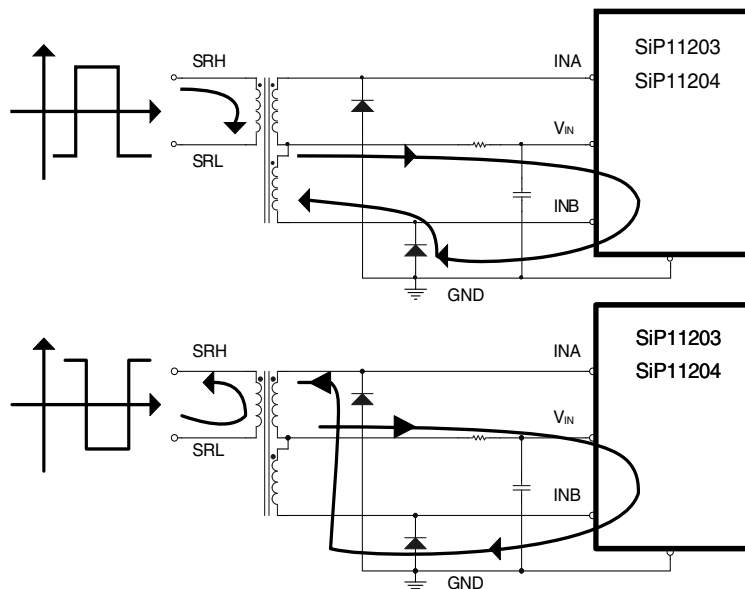 SRH
INA
SiP11203
SiP11204
VIN
SRL
INB
GND
SRH
INA
SiP11203
SiP11204
VIN
SRL
INB
GND